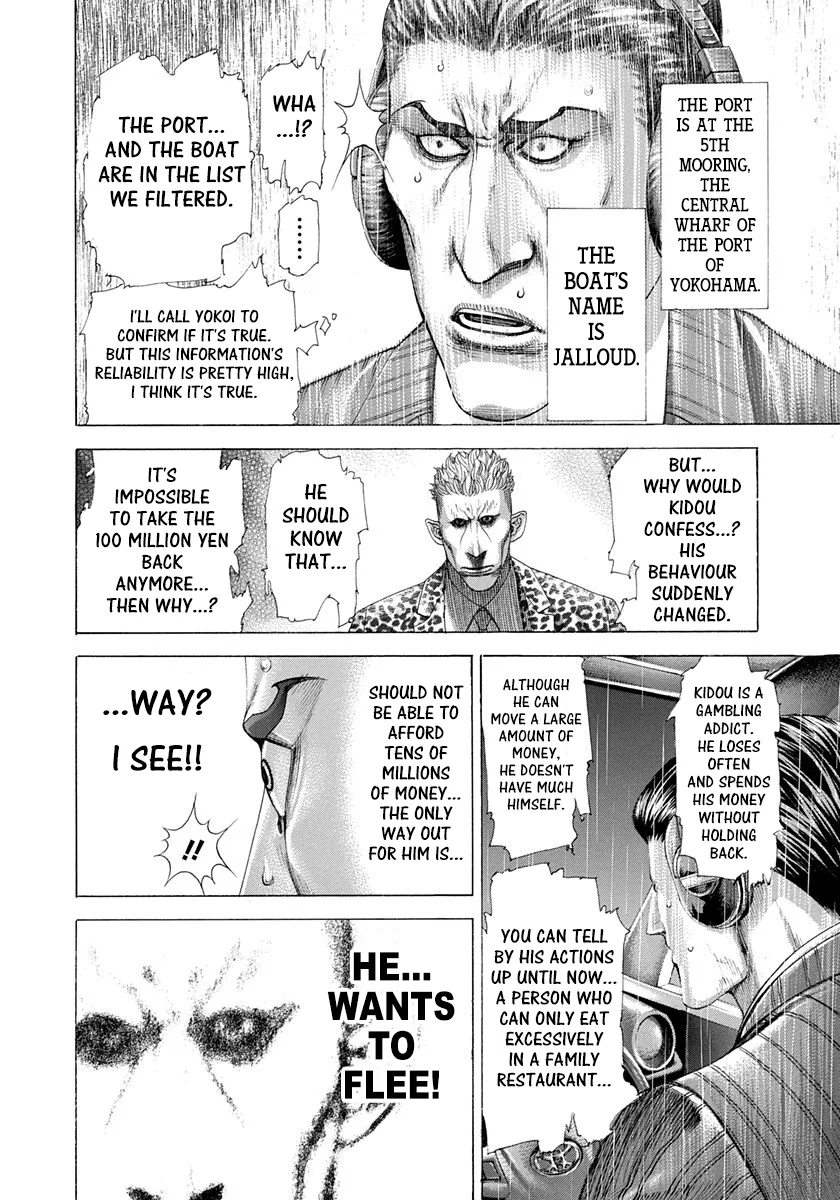 THE PORT
IS AT THE
5TH
MOORING,
THE
CENTRAL
WHARF OF
THE PORT
OF
YOKOHAMA.
THE
BOAT'S
NAME
IS
JALLOUD.
WHA
...!?
THE PORT...
AND THE BOAT
ARE IN THE LIST
WE FILTERED.
......
I'LL CALL YOKOI TO
CONFIRM IF IT'S TRUE.
BUT THIS INFORMATION'S
RELIABILITY IS PRETTY HIGH,
I THINK IT'S TRUE.
BUT...
WHY WOULD
KIDOU
CONFESS...?
HIS
BEHAVIOUR
SUDDENLY
CHANGED.
HE
SHOULD
KNOW
THAT...
IT'S
IMPOSSIBLE
TO TAKE THE
100 MILLION YEN
BACK
ANYMORE...
THEN WHY...?
KIDOU IS A
GAMBLING
ADDICT.
HE LOSES
OFTEN
AND SPENDS
HIS MONEY
WITHOUT
HOLDING
BACK.
ALTHOUGH
HE CAN
MOVE A LARGE
AMOUNT OF
MONEY,
HE DOESN'T
HAVE MUCH
HIMSELF.
YOU CAN TELL
BY HIS ACTIONS
UP UNTIL NOW...
A PERSON WHO
CAN ONLY EAT
EXCESSIVELY
IN A FAMILY
RESTAURANT...
SHOULD NOT
BE ABLE TO
AFFORD
TENS OF
MILLIONS
OF MONEY...
THE ONLY
WAY OUT
FOR HIM IS...
...WAY?
I SEE!!
!!
HE...
WANTS
TO
FLEE!